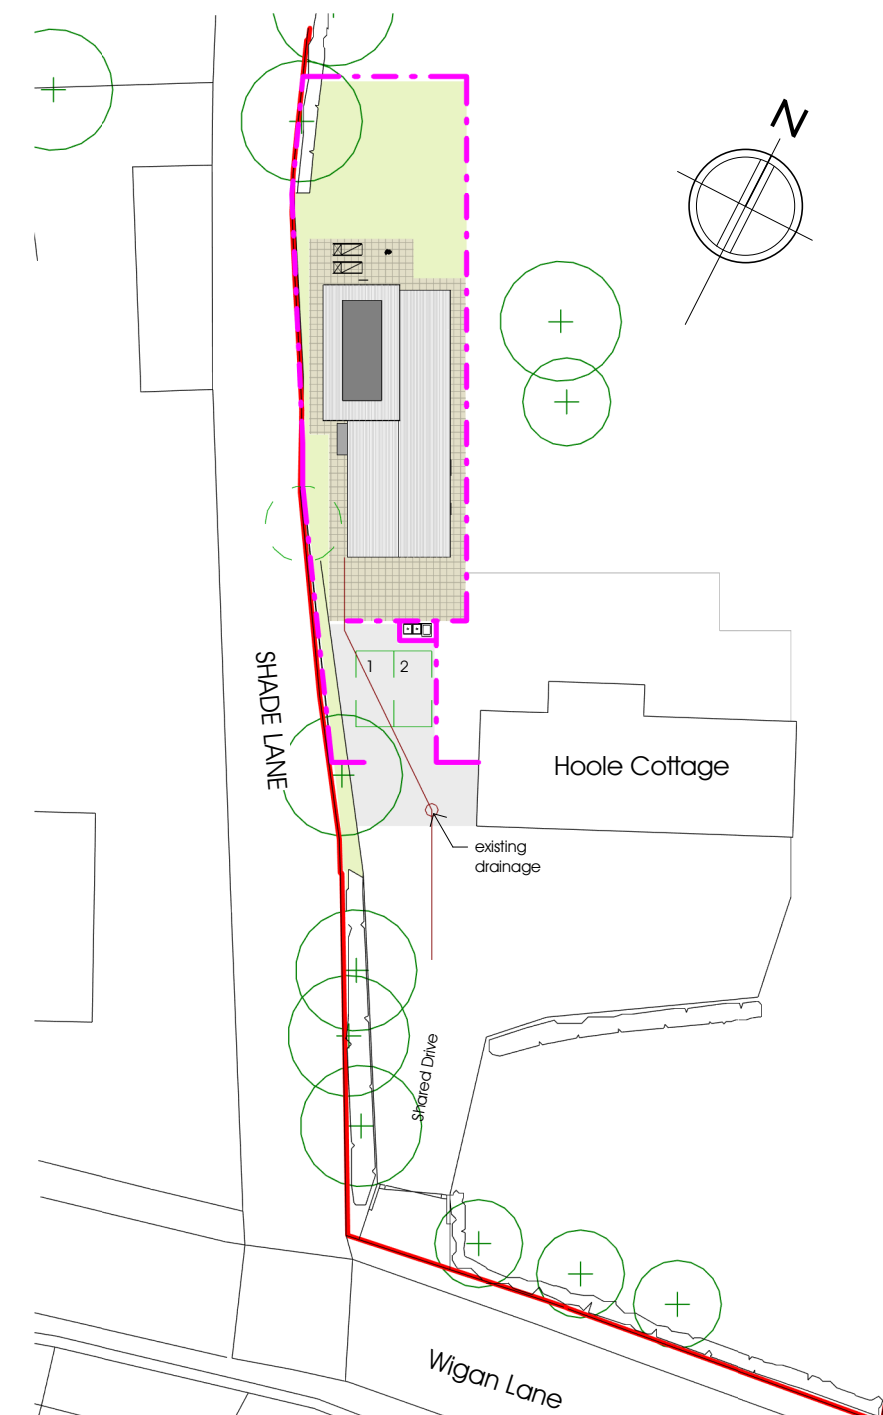 N
1 2
SHADE LANE
Hoole Cottage
existing
drainage
Shared Drive
Wigan Lane